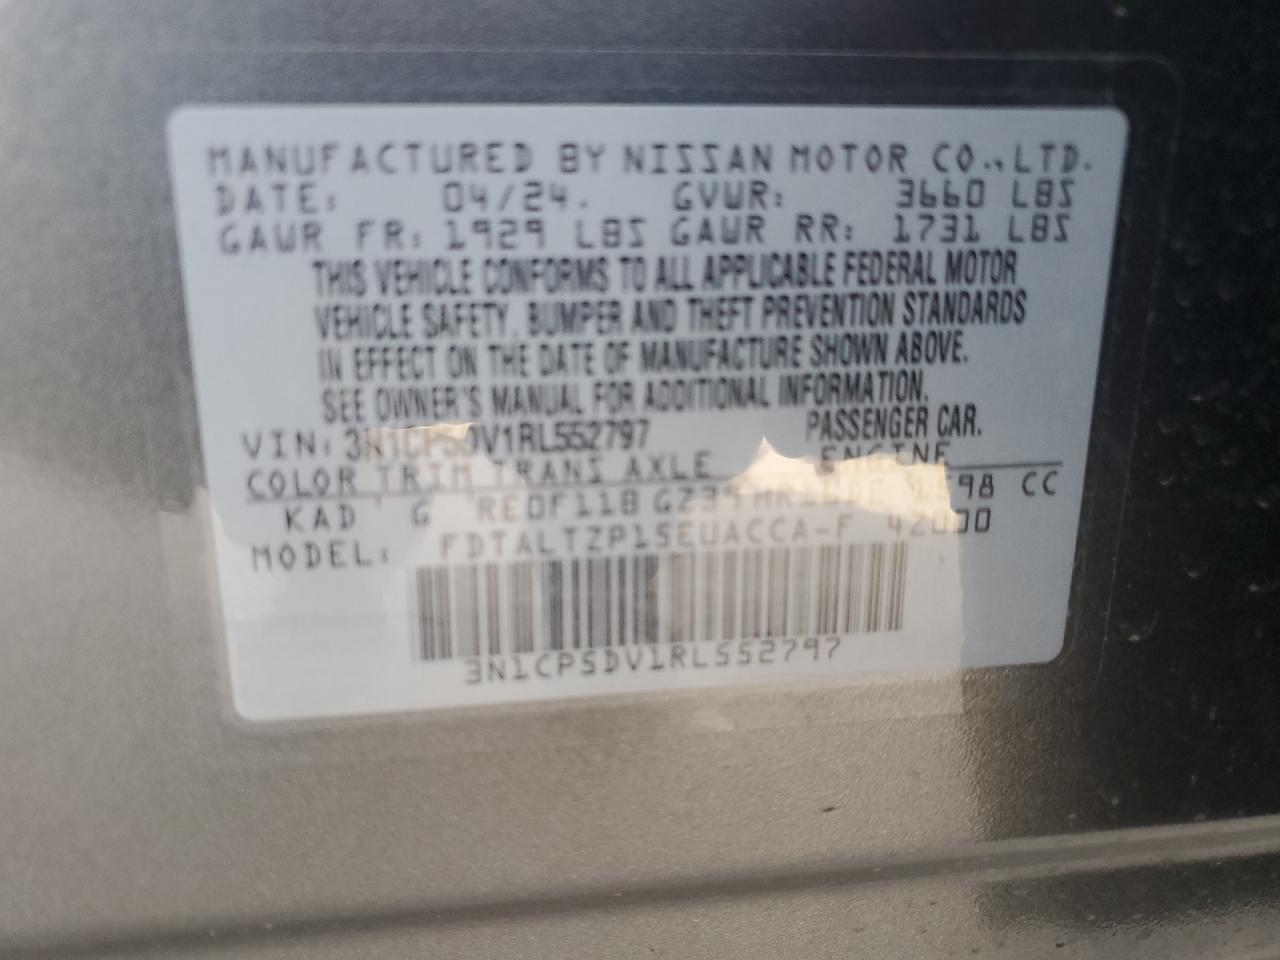 MANUFACTURED BY NISSAN MOTOR CO., LTD.
DATE: 04/24. GVWR: 3660 LBS
GAWR FR: 1929 LBS GAWR RR: 1731 LBS
THIS VEHICLE CONFORMS TO ALL APPLICABLE FEDERAL MOTOR
VEHICLE SAFETY, BUMPER AND THEFT PREVENTION STANDARDS
IN EFFECT ON THE DATE OF MANUFACTURE SHOWN ABOVE.
SEE OWNER'S MANUAL FOR ADDITIONAL INFORMATION.
VIN: 3N1CP5DV1RL552797 PASSENGER CAR.
COLOR TRIM TRANS AXLE ENGINE
KAD G RE0F11B GZ39 HR16DE 1598 CC
MODEL: FDTALTZP15EUACCA-F 42000
3N1CP5DV1RL552797